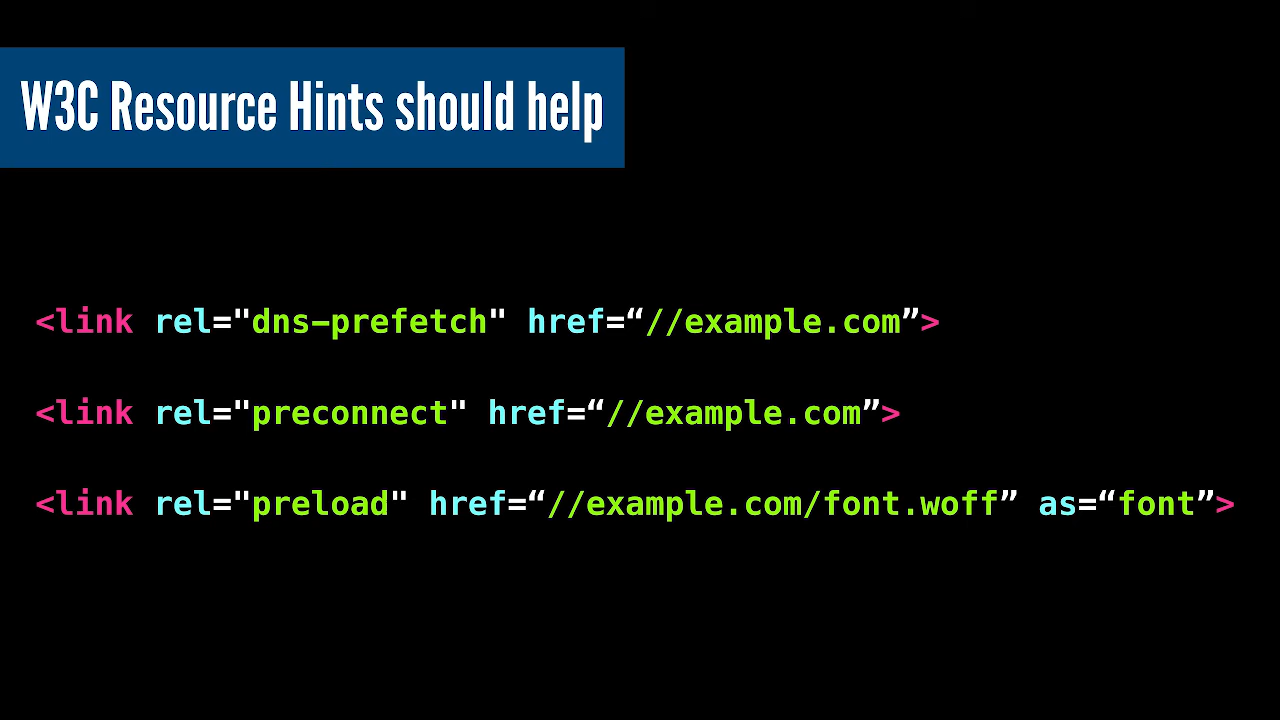 W3C Resource Hints should help
<link rel="dns-prefetch" href=“//example.com”>
<link rel="preconnect" href=“//example.com”>
<link rel="preload" href=“//example.com/font.woff” as=“font”>